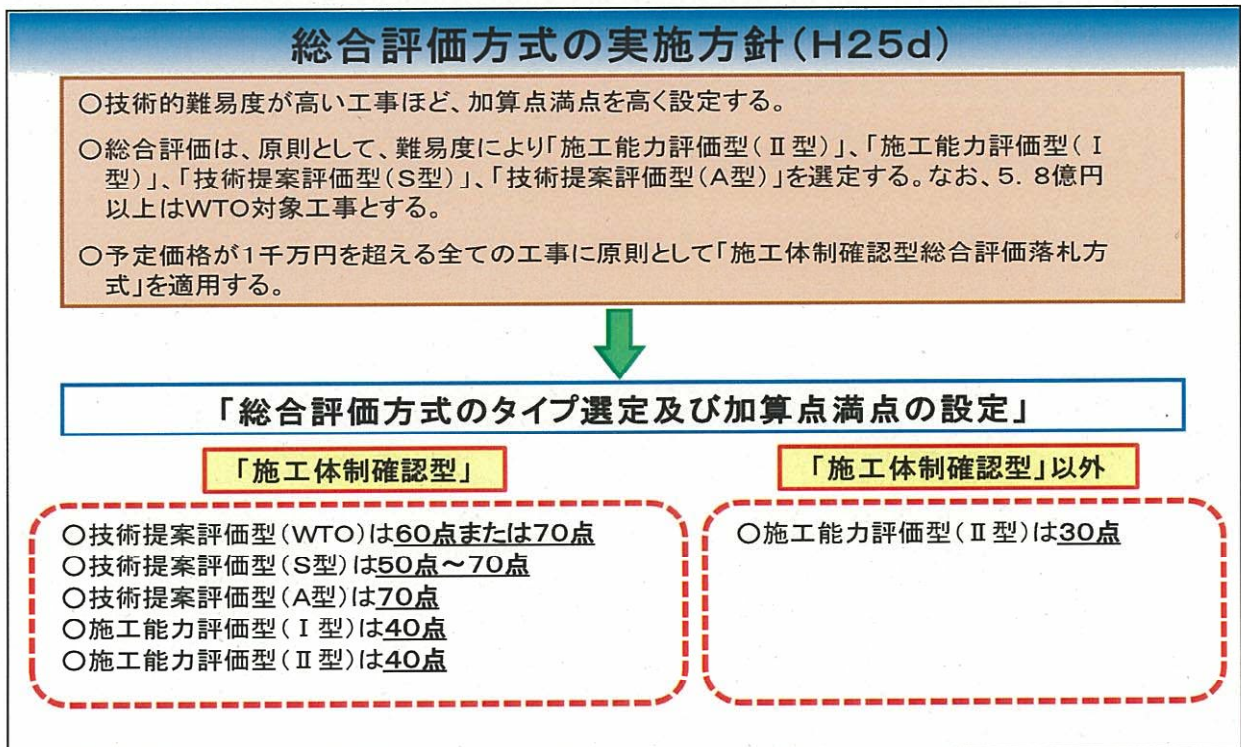 総合評価方式の実施方針(H25d)
○技術的難易度が高い工事ほど、加算点満点を高く設定する。
○総合評価は、原則として、難易度により「施工能力評価型(Ⅱ型)」、「施工能力評価型(Ⅰ
型)」、「技術提案評価型(S型)」、「技術提案評価型(A型)」を選定する。なお、5.8億円
以上はWTO対象工事とする。
○予定価格が1千万円を超える全ての工事に原則として「施工体制確認型総合評価落札方
式」を適用する。
「総合評価方式のタイプ選定及び加算点満点の設定」
「施工体制確認型」
○技術提案評価型(WTO)は60点または70点
○技術提案評価型(S型)は50点~70点
○技術提案評価型(A型)は70点
○施工能力評価型(Ⅰ型)は40点
○施工能力評価型(Ⅱ型)は40点
「施工体制確認型」以外
○施工能力評価型(Ⅱ型)は30点